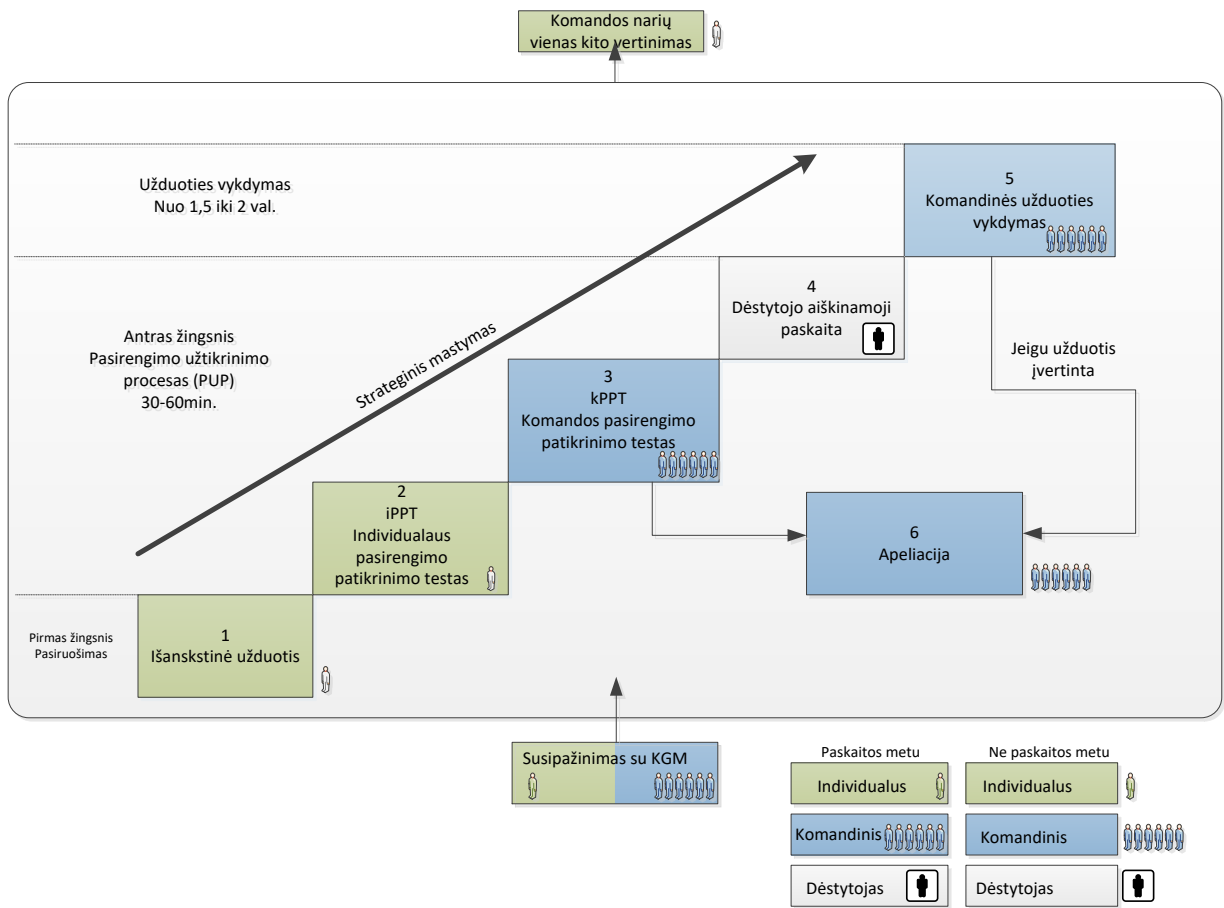 Komandos narių
vienas kito vertinimas
Užduoties vykdymas
Nuo 1,5 iki 2 val.
5
Komandinės užduoties
vykdymas
4
Dėstytojo aiškinamoji
paskaita
Antras žingsnis
Pasirengimo užtikrinimo
procesas (PUP)
30-60min.
Strateginis mastymas
Jeigu užduotis
įvertinta
3
kPPT
Komandos pasirengimo
patikrinimo testas
2
iPPT
Individualaus
pasirengimo
patikrinimo testas
6
Apeliacija
Pirmas žingsnis
Pasiruošimas
1
Išanskstinė užduotis
Susipažinimas su KGM
Paskaitos metu
Ne paskaitos metu
Individualus
Individualus
Komandinis
Komandinis
Dėstytojas
Dėstytojas